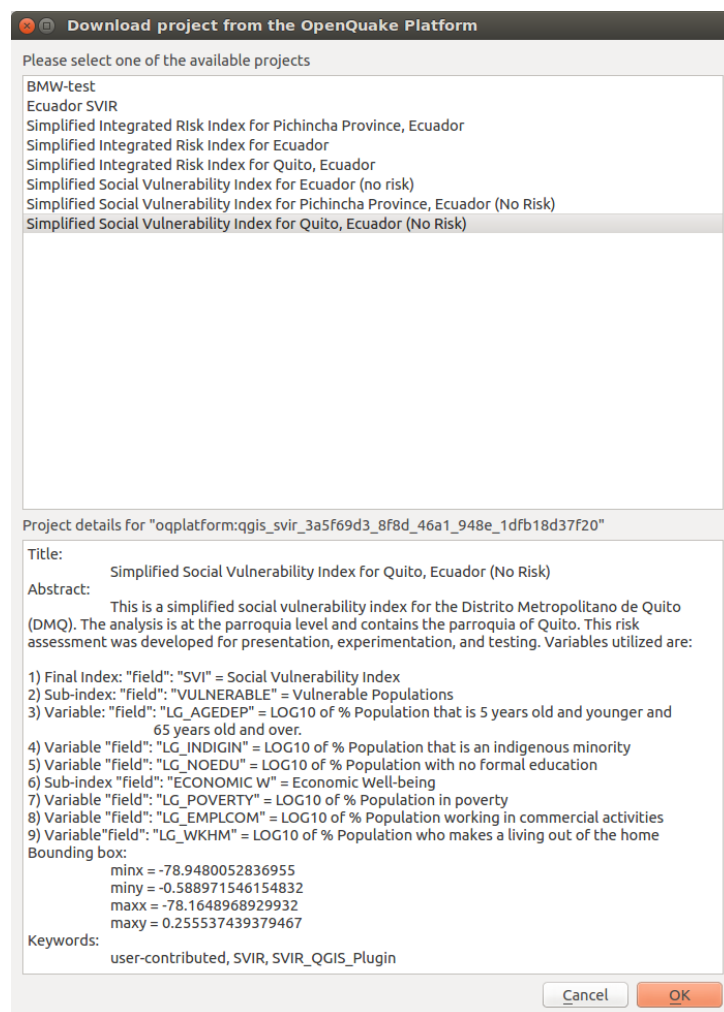 Download project from the OpenQuake Platform
Please select one of the available projects
BMW-test
Ecuador SVIR
Simplified Integrated RIsk Index for Pichincha Province, Ecuador
Simplified Integrated Risk Index for Ecuador
Simplified Integrated Risk Index for Quito, Ecuador
Simplified Social Vulnerability Index for Ecuador (no risk)
Simplified Social Vulnerability Index for Pichincha Province, Ecuador (No Risk)
Simplified Social Vulnerability Index for Quito, Ecuador (No Risk)
Project details for "oqplatform:qgis_svir_3a5f69d3_8f8d_46a1_948e_1dfb18d37f20"
Title:
Simplified Social Vulnerability Index for Quito, Ecuador (No Risk)
Abstract:
This is a simplified social vulnerability index for the Distrito Metropolitano de Quito
(DMQ). The analysis is at the parroquia level and contains the parroquia of Quito. This risk
assessment was developed for presentation, experimentation, and testing. Variables utilized are:
1) Final Index: "field": "SVI" = Social Vulnerability Index
2) Sub-index: "field": "VULNERABLE" = Vulnerable Populations
3) Variable: "field": "LG_AGEDEP" = LOG10 of % Population that is 5 years old and younger and
65 years old and over.
4) Variable "field": "LG_INDIGIN" = LOG10 of % Population that is an indigenous minority
5) Variable "field": "LG_NOEDU" = LOG10 of % Population with no formal education
6) Sub-index "field": "ECONOMIC W" = Economic Well-being
7) Variable "field": "LG_POVERTY" = LOG10 of % Population in poverty
8) Variable "field": "LG_EMPLCOM" = LOG10 of % Population working in commercial activities
9) Variable"field": "LG_WKHM" = LOG10 of % Population who makes a living out of the home
Bounding box:
minx = -78.9480052836955
miny = -0.588971546154832
maxx = -78.1648968929932
maxy = 0.255537439379467
Keywords:
user-contributed, SVIR, SVIR_QGIS_Plugin
Cancel OK